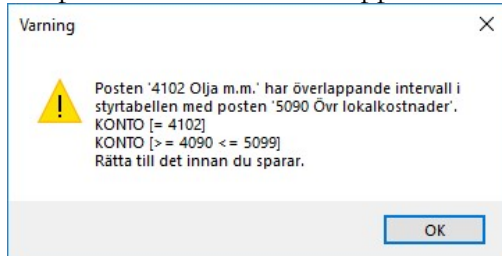 Varning
Posten '4102 Olja m.m.' har överlappande intervall i
styrtabellen med posten '5090 Övr lokalkostnader'.
KONTO [= 4102]
KONTO [>= 4090 <= 5099]
Rätta till det innan du sparar.
OK